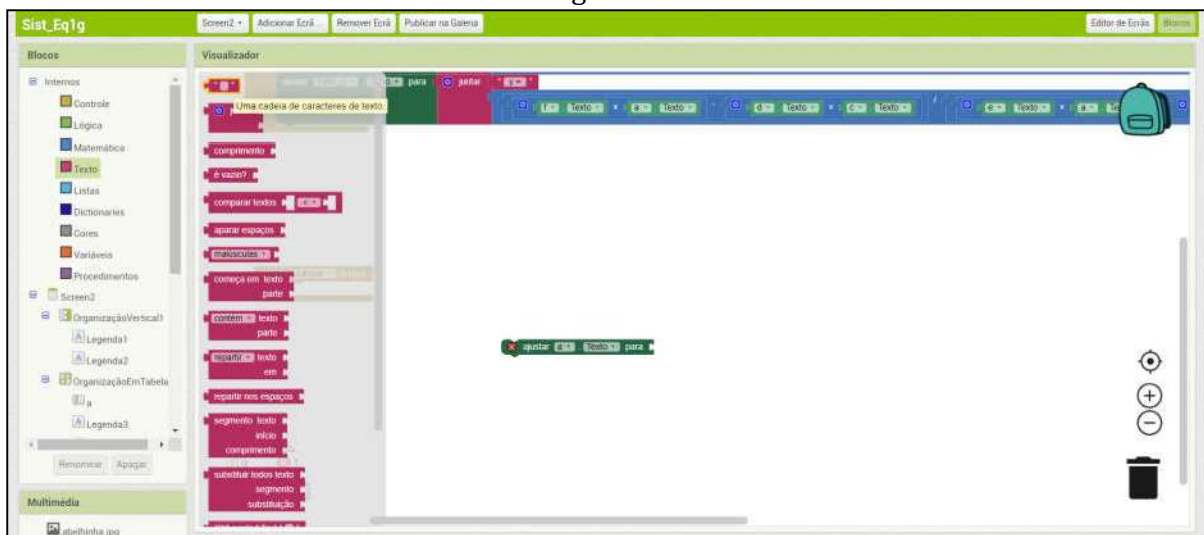 Sist_Eq1g
Screen2
Adicionar Ecrã ...
Remover Ecrã
Publicar na Galeria
Editor de Ecrãs
Blocos
Blocos
Visualizador
Internos
Controle
Lógica
Matemática
Texto
Listas
Dictionaries
Cores
Variáveis
Procedimentos
Screen2
OrganizaçãoVertical1
Legenda1
Legenda2
OrganizaçãoEmTabela
a
Legenda3
Renomear Apagar
Multimédia
abelhinha.jpg
" "
Uma cadeia de caracteres de texto.
comprimento
é vazio?
comparar textos <
aparar espaços
maiúsculas
começa em texto
parte
contém texto
parte
repartir texto
em
repartir nos espaços
segmento texto
início
comprimento
substituir todos texto
segmento
substituição
para juntar " y = "
f Texto × a Texto - d Texto × c Texto / e Texto × a
ajustar a Texto para